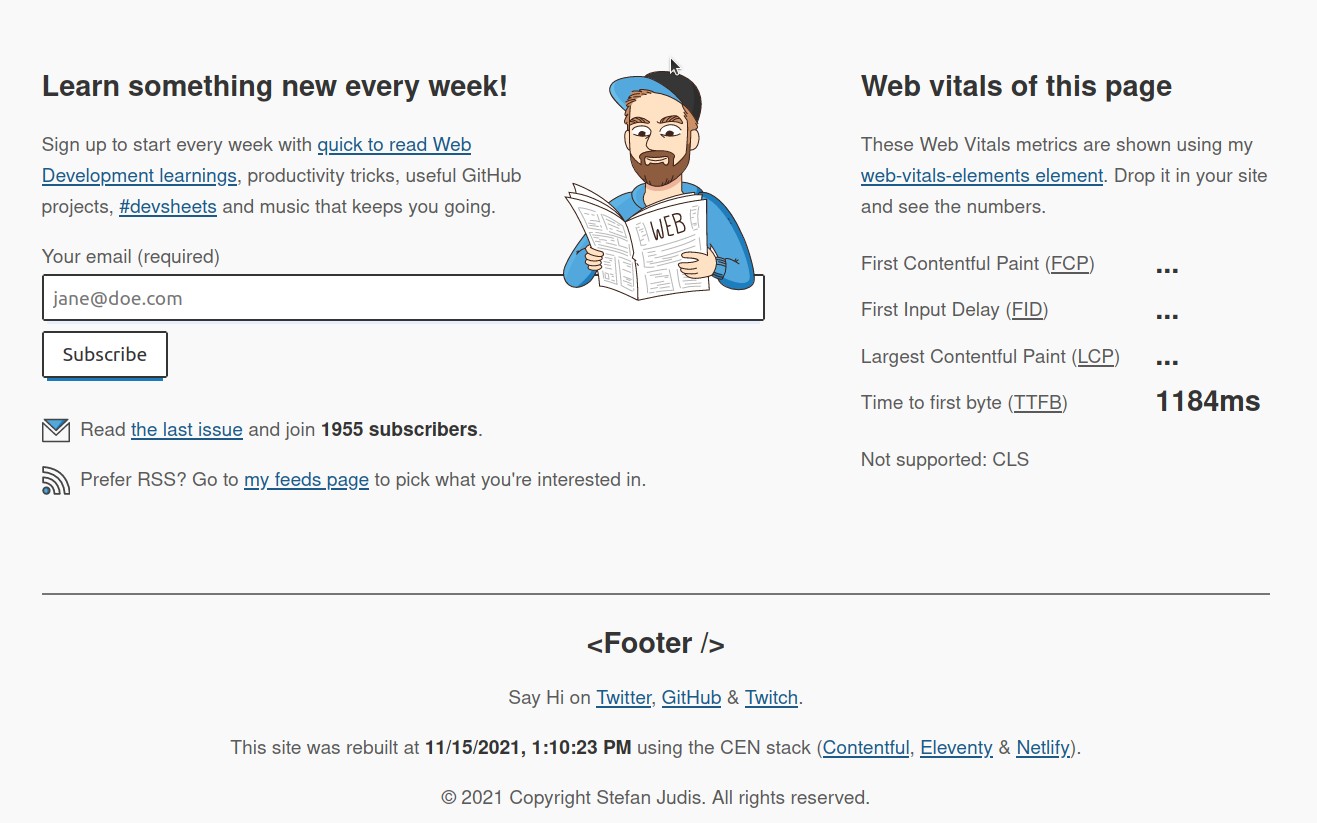 Learn something new every week!
Sign up to start every week with quick to read Web
Development learnings, productivity tricks, useful GitHub
projects, #devsheets and music that keeps you going.
Your email (required)
jane@doe.com
Subscribe
Read the last issue and join 1955 subscribers.
Prefer RSS? Go to my feeds page to pick what you're interested in.
WEB
Web vitals of this page
These Web Vitals metrics are shown using my
web-vitals-elements element. Drop it in your site
and see the numbers.
First Contentful Paint (FCP) ...
First Input Delay (FID) ...
Largest Contentful Paint (LCP) ...
Time to first byte (TTFB) 1184ms
Not supported: CLS
<Footer />
Say Hi on Twitter, GitHub & Twitch.
This site was rebuilt at 11/15/2021, 1:10:23 PM using the CEN stack (Contentful, Eleventy & Netlify).
© 2021 Copyright Stefan Judis. All rights reserved.